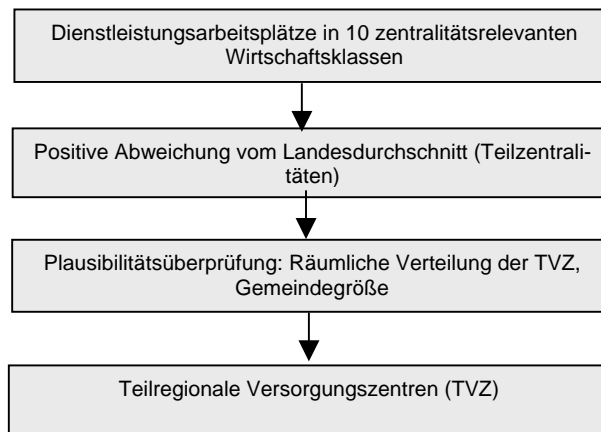 Dienstleistungsarbeitsplätze in 10 zentralitätsrelevanten
Wirtschaftsklassen
Positive Abweichung vom Landesdurchschnitt (Teilzentrali-
täten)
Plausibilitätsüberprüfung: Räumliche Verteilung der TVZ,
Gemeindegröße
Teilregionale Versorgungszentren (TVZ)